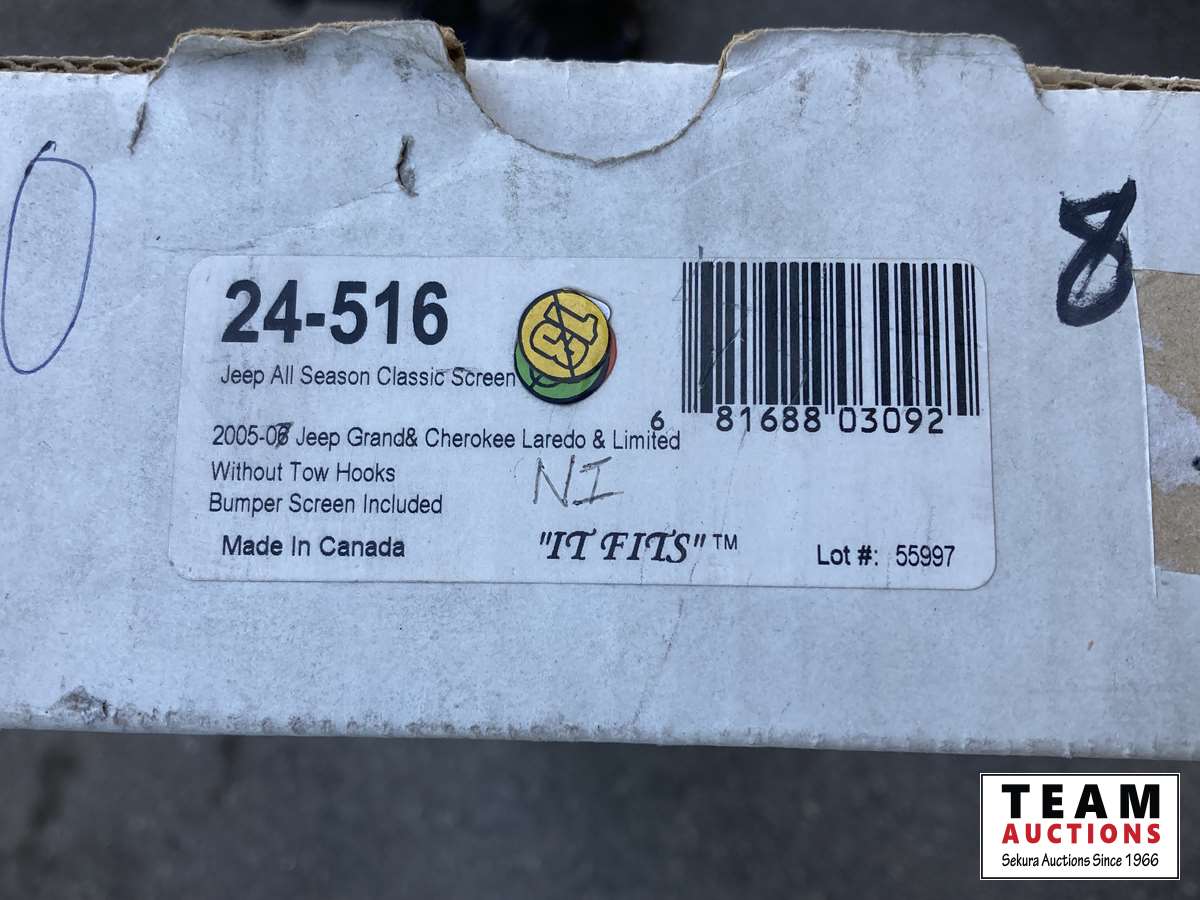 0
8
24-516
Jeep All Season Classic Screen
6 81688 03092
2005-07 Jeep Grand& Cherokee Laredo & Limited
Without Tow Hooks
NI
Bumper Screen Included
Made In Canada
"IT FITS"™
Lot #: 55997
TEAM
AUCTIONS
Sekura Auctions Since 1966